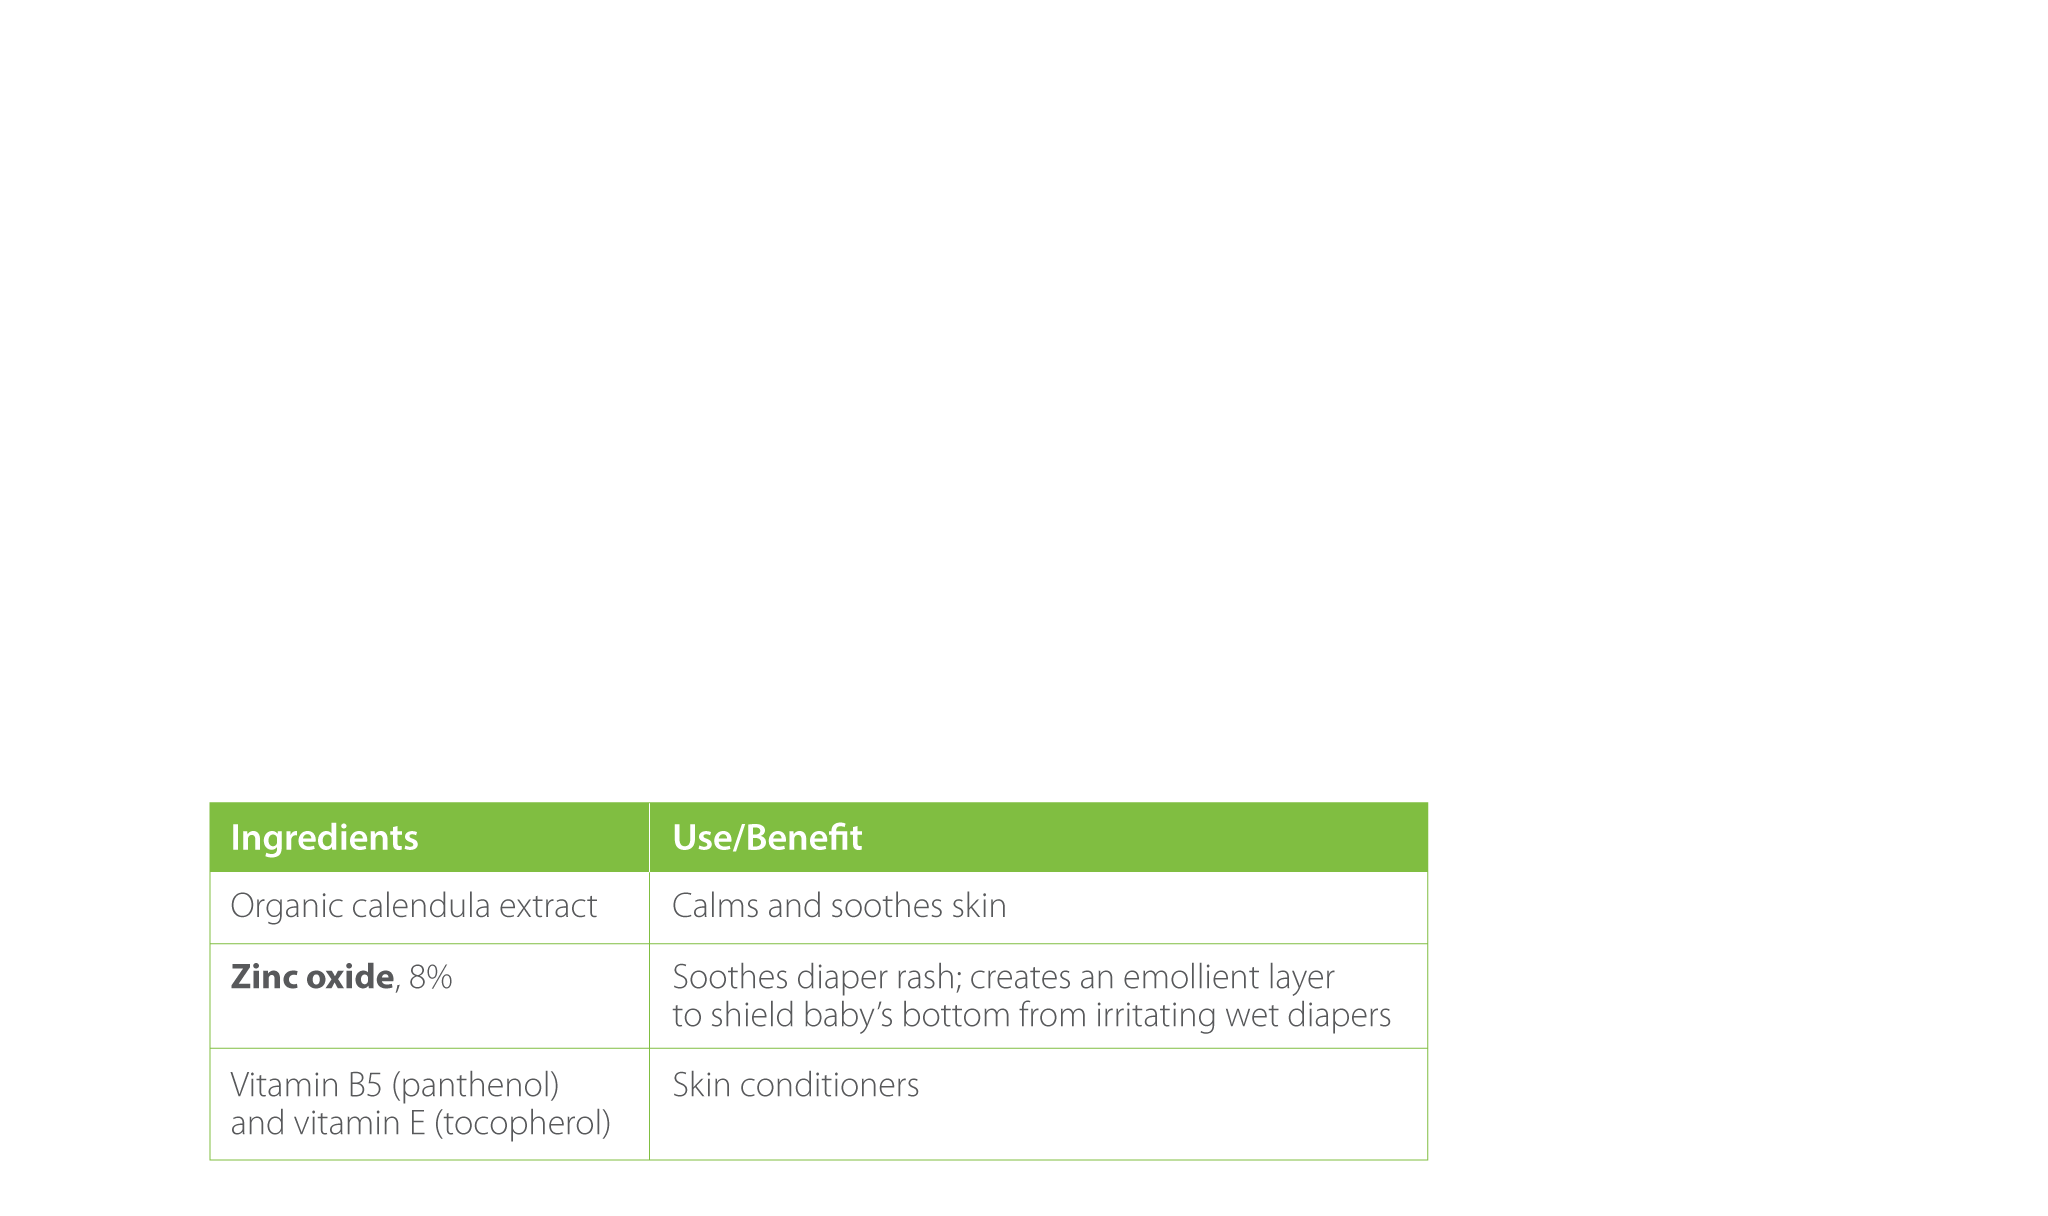 Ingredients
Use/Benefit
Organic calendula extract
Calms and soothes skin
Zinc oxide, 8%
Soothes diaper rash; creates an emollient layer
to shield baby’s bottom from irritating wet diapers
Vitamin B5 (panthenol)
and vitamin E (tocopherol)
Skin conditioners